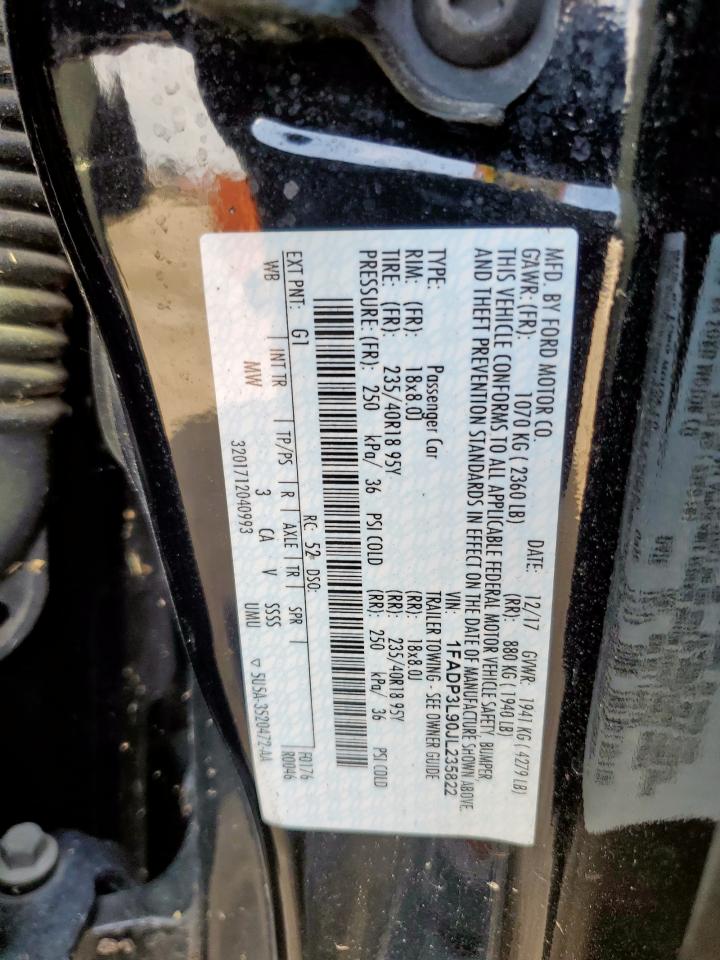 MFD. BY FORD MOTOR CO.
DATE: 12/17 GVWR: 1941 KG ( 4279 LB)
GAWR: (FR): 1070 KG ( 2360 LB) (RR): 880 KG ( 1940 LB)
THIS VEHICLE CONFORMS TO ALL APPLICABLE FEDERAL MOTOR VEHICLE SAFETY, BUMPER,
AND THEFT PREVENTION STANDARDS IN EFFECT ON THE DATE OF MANUFACTURE SHOWN ABOVE.
VIN: 1FADP3L90JL235822
TYPE: Passenger Car TRAILER TOWING - SEE OWNER GUIDE
RIM: (FR): 18x8.0J (RR): 18x8.0J
TIRE: (FR): 235/40R18 95Y (RR): 235/40R18 95Y
PRESSURE: (FR): 250 kPa/ 36 PSI COLD (RR): 250 kPa/ 36 PSI COLD
EXT PNT: G1 RC: 52 DSO: F0176
R0046
WB INT TR TP/PS R AXLE TR SPR
MW 3 CA V SSSS
3201712040993 UMU ▽ 5U5A-3520472-AA